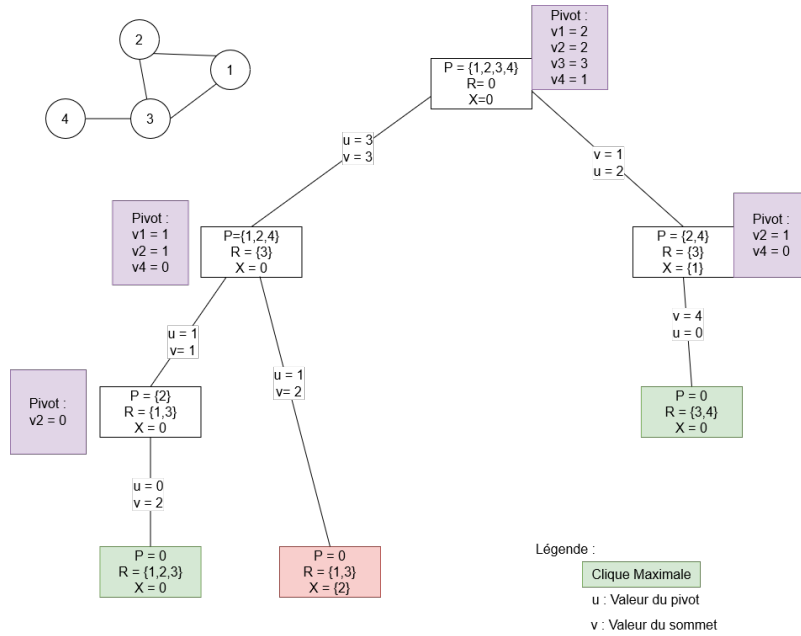 Pivot :
v1 = 2
v2 = 2
v3 = 3
v4 = 1
2
1
4
3
P = {1,2,3,4}
R= 0
X=0
u = 3
v = 3
v = 1
u = 2
Pivot :
v1 = 1
v2 = 1
v4 = 0
P={1,2,4}
R = {3}
X = 0
P = {2,4}
R = {3}
X = {1}
Pivot :
v2 = 1
v4 = 0
u = 1
v= 1
u = 1
v= 2
v = 4
u = 0
Pivot :
v2 = 0
P = {2}
R = {1,3}
X = 0
P = 0
R = {3,4}
X = 0
u = 0
v = 2
P = 0
R = {1,2,3}
X = 0
P = 0
R = {1,3}
X = {2}
Légende :
Clique Maximale
u : Valeur du pivot
v : Valeur du sommet